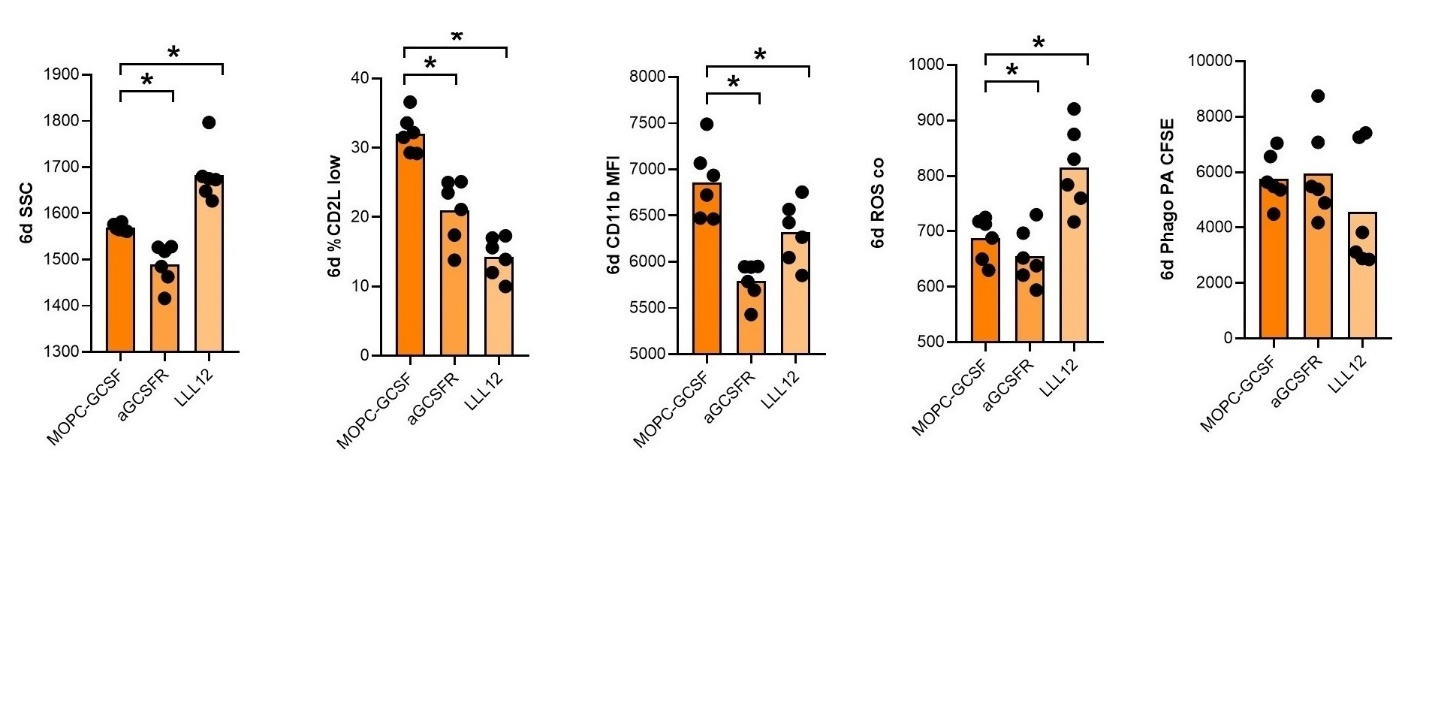 6d SSC
1900
1800
1700
1600
1500
1400
1300
*
*
MOPC-GCSF
aGCSFR
LLL12
6d %CD2L low
40
30
20
10
0
*
*
MOPC-GCSF
aGCSFR
LLL12
6d CD11b MFI
8000
7500
7000
6500
6000
5500
5000
*
*
MOPC-GCSF
aGCSFR
LLL12
6d ROS co
1000
900
800
700
600
500
*
*
MOPC-GCSF
aGCSFR
LLL12
6d Phago PA CFSE
10000
8000
6000
4000
2000
0
MOPC-GCSF
aGCSFR
LLL12